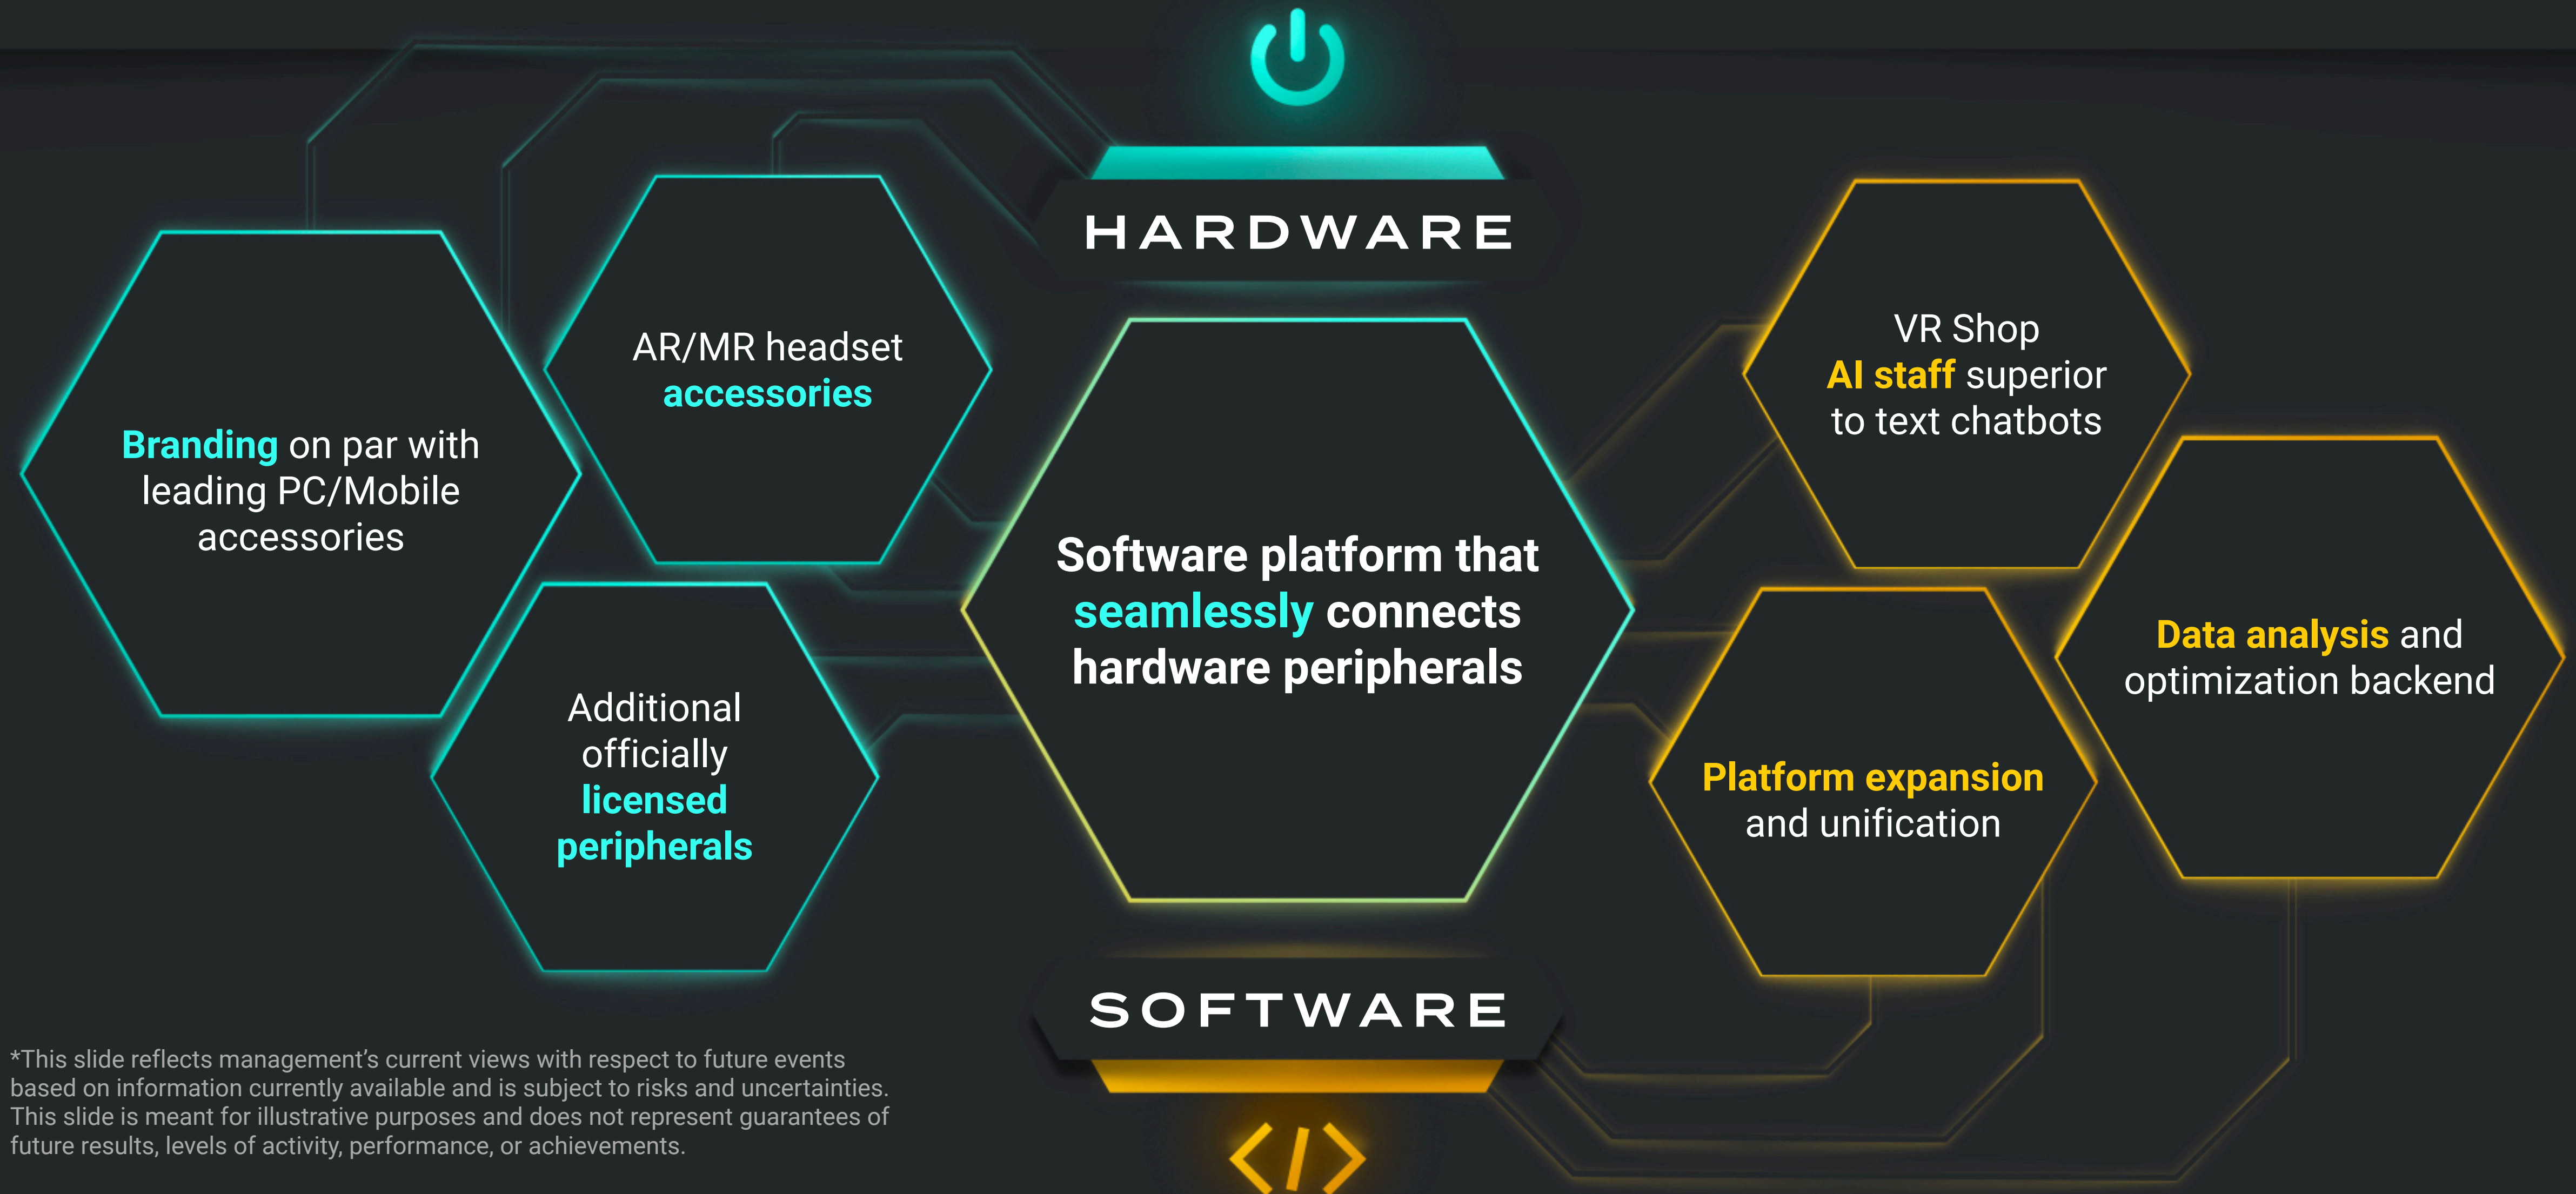 HARDWARE
Branding on par with
leading PC/Mobile
accessories
AR/MR headset
accessories
Additional
officially
licensed
peripherals
Software platform that
seamlessly connects
hardware peripherals
VR Shop
AI staff superior
to text chatbots
Data analysis and
optimization backend
Platform expansion
and unification
SOFTWARE
</>
*This slide reflects management’s current views with respect to future events
based on information currently available and is subject to risks and uncertainties.
This slide is meant for illustrative purposes and does not represent guarantees of
future results, levels of activity, performance, or achievements.